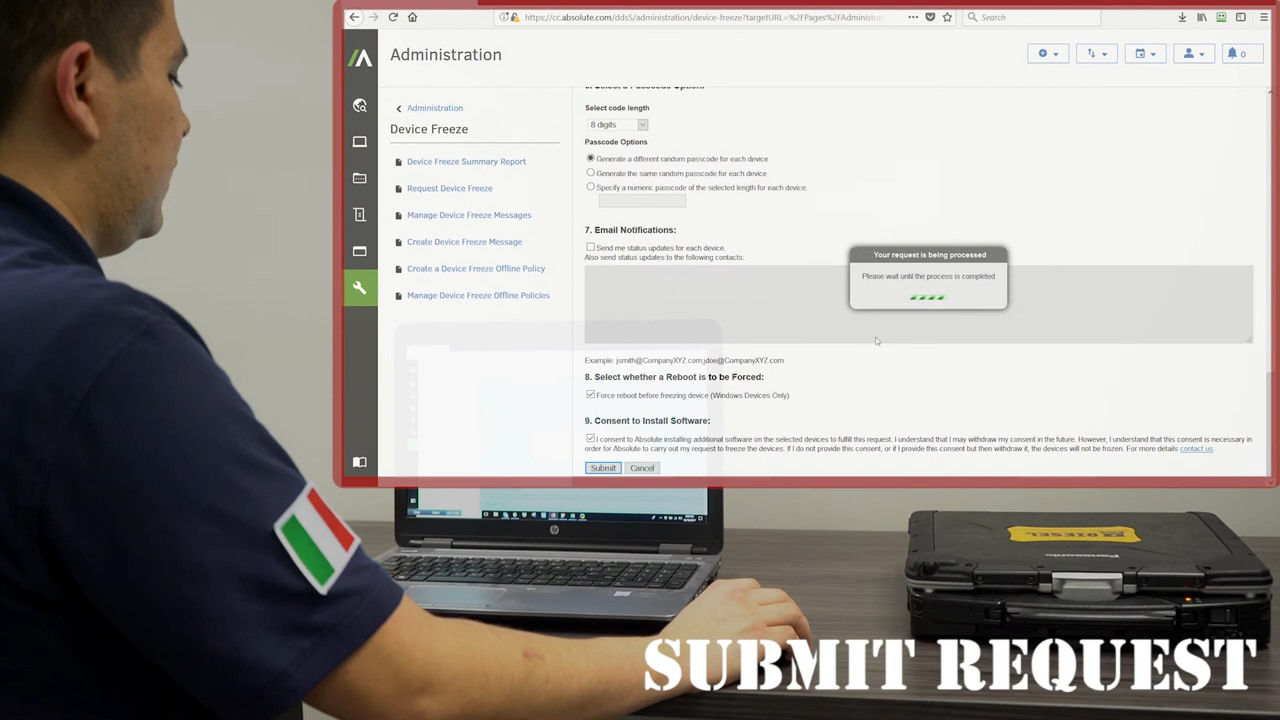 https://cc.absolute.com/dds5/administration/device-freeze?targetURL=%2FPages%2FAdministra
Search
Administration
0
Administration
Device Freeze
Device Freeze Summary Report
Request Device Freeze
Manage Device Freeze Messages
Create Device Freeze Message
Create a Device Freeze Offline Policy
Manage Device Freeze Offline Policies
Select a Passcode Option:
Select code length
8 digits
Passcode Options
Generate a different random passcode for each device
Generate the same random passcode for each device
Specify a numeric passcode of the selected length for each device:
7. Email Notifications:
Send me status updates for each device.
Also send status updates to the following contacts:
Your request is being processed
Please wait until the process is completed
Example: jsmith@CompanyXYZ.com;jdoe@CompanyXYZ.com
8. Select whether a Reboot is to be Forced:
Force reboot before freezing device (Windows Devices Only)
9. Consent to Install Software:
I consent to Absolute installing additional software on the selected devices to fulfill this request. I understand that I may withdraw my consent in the future. However, I understand that this consent is necessary in
order for Absolute to carry out my request to freeze the devices. If I do not provide this consent, or if I provide this consent but then withdraw it, the devices will not be frozen. For more details contact us.
Submit Cancel
hp
DIESEL
Panasonic
SUBMIT REQUEST